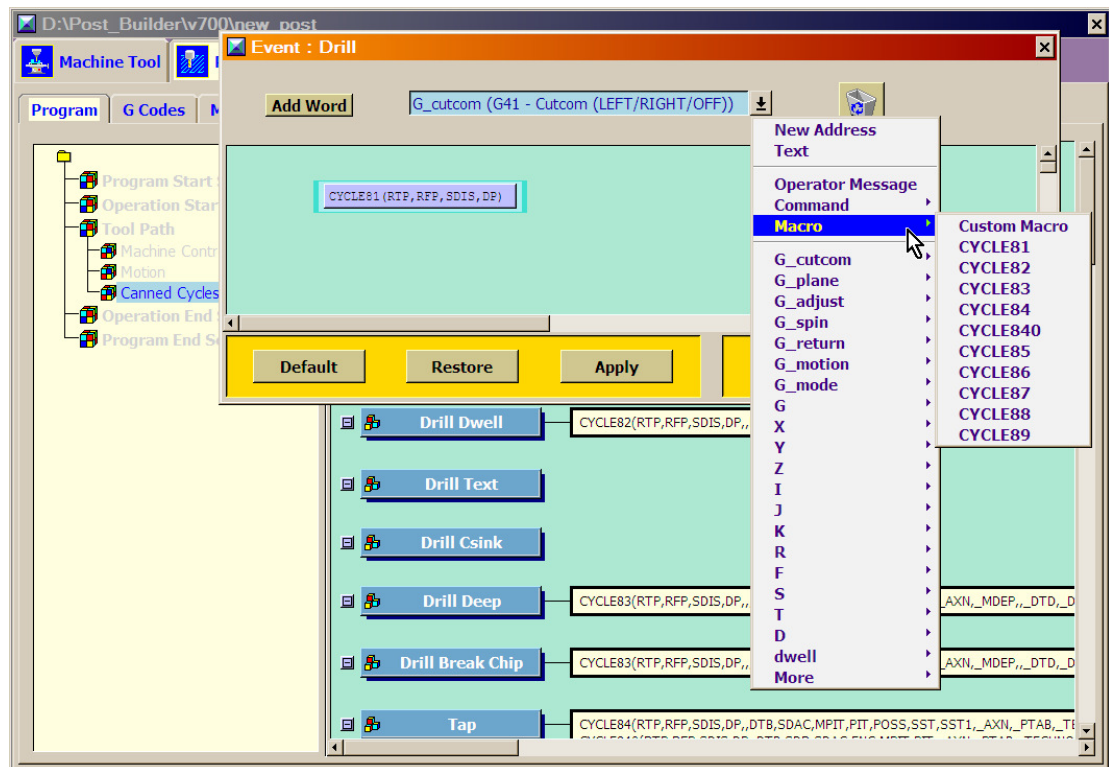 D:\Post_Builder\v700\new_post
Event : Drill
Machine Tool
Program
G Codes
Add Word
G_cutcom (G41 - Cutcom (LEFT/RIGHT/OFF))
Program Start
Operation Star
Tool Path
Machine Contr
Motion
Canned Cycles
Operation End
Program End Se
CYCLE81(RTP,RFP,SDIS,DP)
Default
Restore
Apply
New Address
Text
Operator Message
Command
Macro
G_cutcom
G_plane
G_adjust
G_spin
G_return
G_motion
G_mode
G
X
Y
Z
I
J
K
R
F
S
T
D
dwell
More
Custom Macro
CYCLE81
CYCLE82
CYCLE83
CYCLE84
CYCLE840
CYCLE85
CYCLE86
CYCLE87
CYCLE88
CYCLE89
Drill Dwell
CYCLE82(RTP,RFP,SDIS,DP,,
Drill Text
Drill Csink
Drill Deep
CYCLE83(RTP,RFP,SDIS,DP,,
_AXN,_MDEP,,_DTD,_D
Drill Break Chip
CYCLE83(RTP,RFP,SDIS,DP,,
_AXN,_MDEP,,_DTD,_D
Tap
CYCLE84(RTP,RFP,SDIS,DP,,DTB,SDAC,MPIT,PIT,POSS,SST,SST1,_AXN,_PTAB,_TE